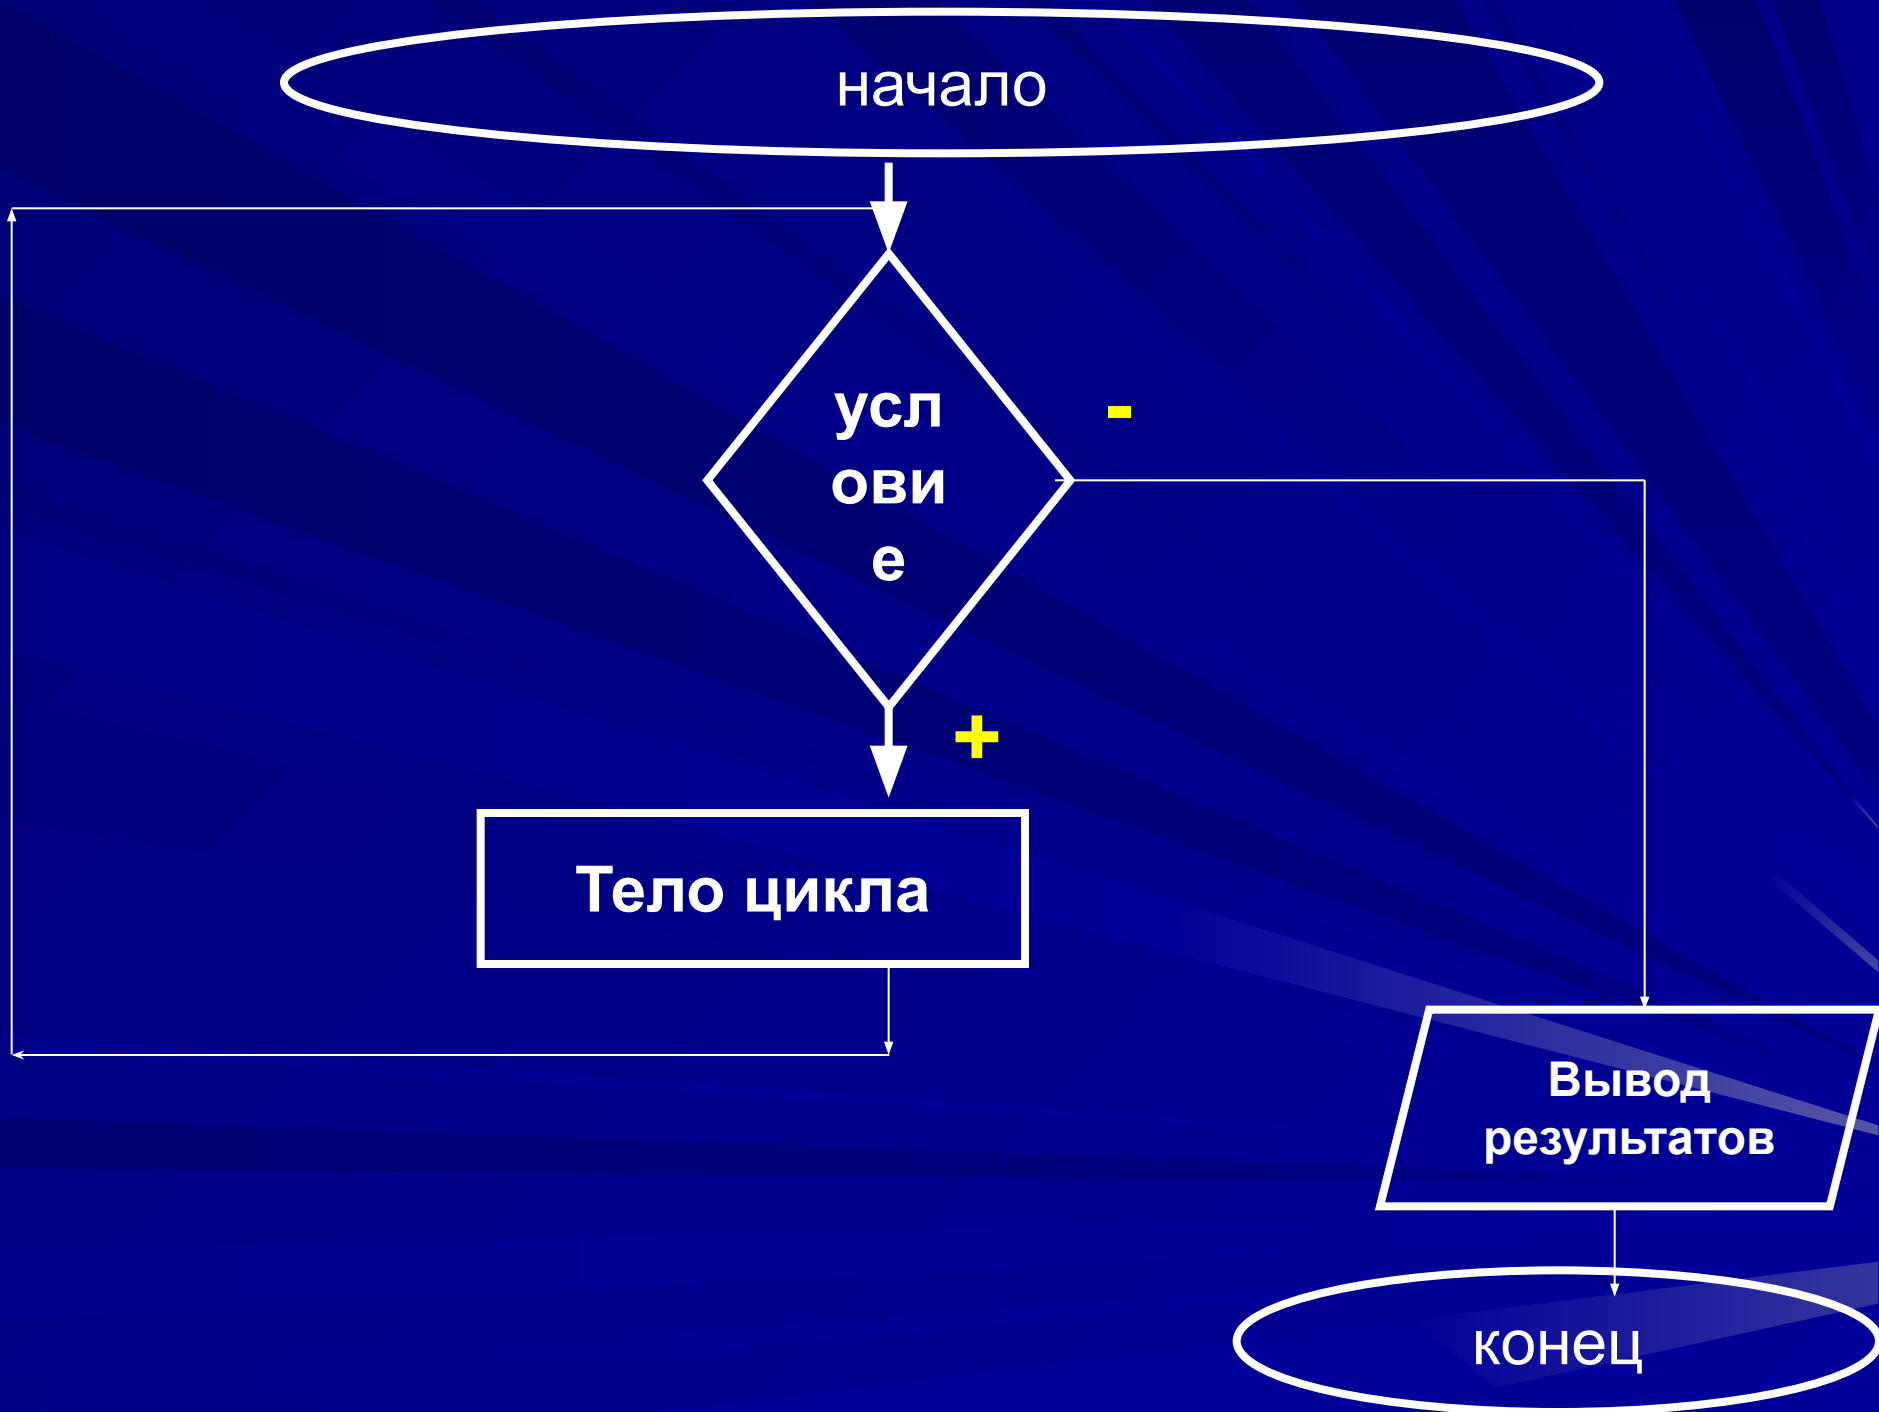 начало
усл
ови
е
-
+
Тело цикла
Вывод
результатов
конец